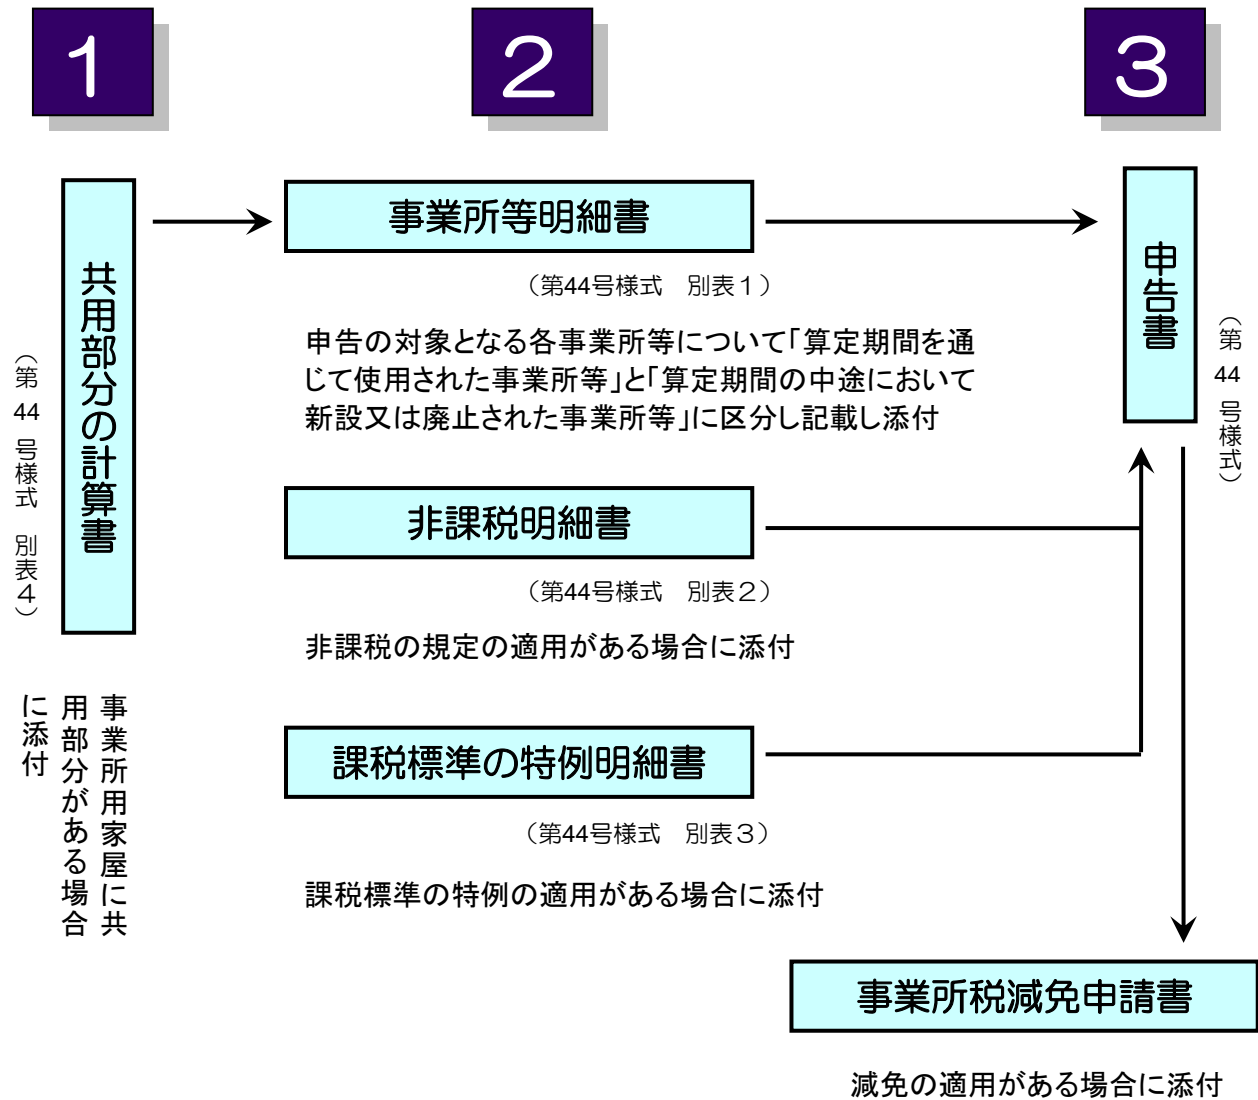 １
２
３
共用部分の計算書
（第44号様式　別表４）
事業所用家屋に共
用部分がある場合
に添付
事業所等明細書
（第44号様式　別表１）
申告の対象となる各事業所等について「算定期間を通
じて使用された事業所等」と「算定期間の中途において
新設又は廃止された事業所等」に区分し記載し添付
非課税明細書
（第44号様式　別表２）
非課税の規定の適用がある場合に添付
課税標準の特例明細書
（第44号様式　別表３）
課税標準の特例の適用がある場合に添付
申告書
（第44号様式）
事業所税減免申請書
減免の適用がある場合に添付